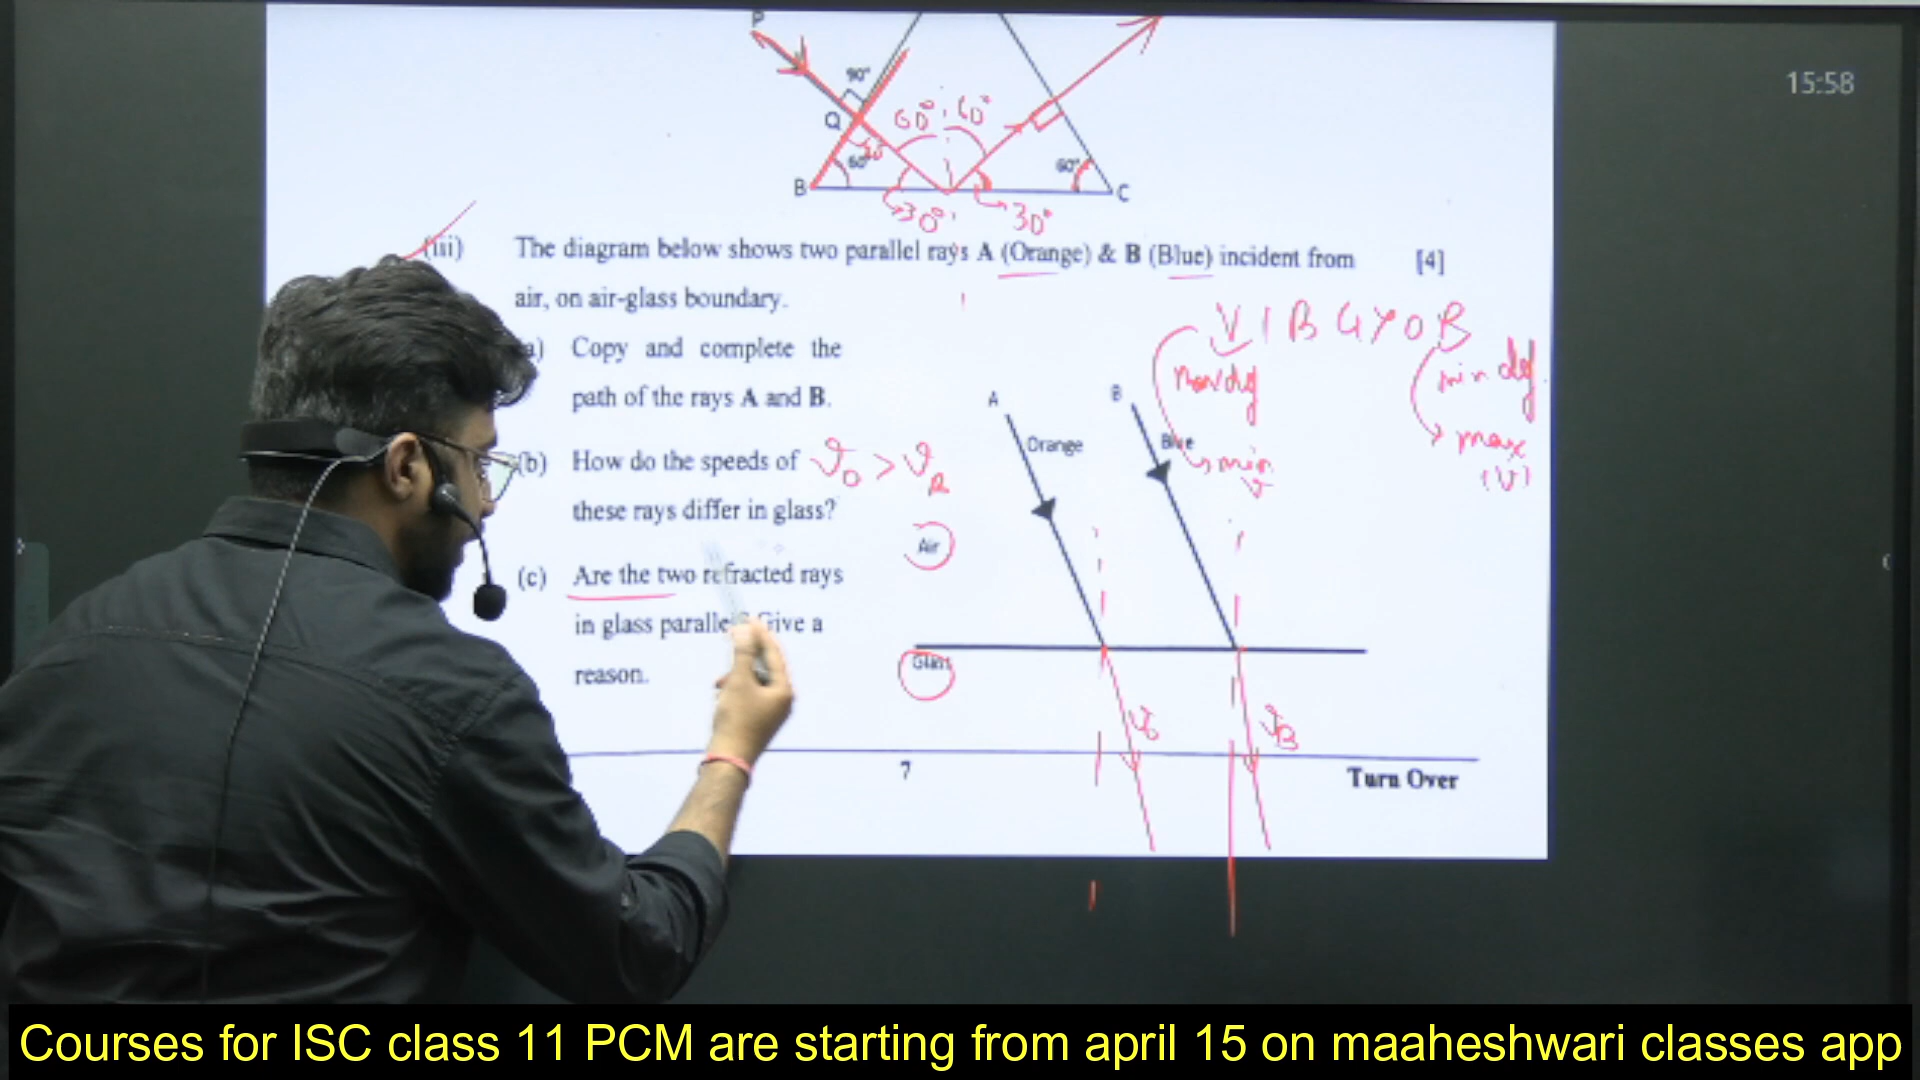 15:58
P
90°
Q
60° 60°
60°
60°
B
C
30°
30°
(iii) The diagram below shows two parallel rays A (Orange) & B (Blue) incident from [4]
air, on air-glass boundary.
V I B G Y O R
a) Copy and complete the
path of the rays A and B.
min
max
(V)
A
B
Orange
Blue
min
V
(b) How do the speeds of
these rays differ in glass?
Air
(c) Are the two refracted rays
in glass parallel? Give a
reason.
Glass
7
Turn Over
Courses for ISC class 11 PCM are starting from april 15 on maaheshwari classes app